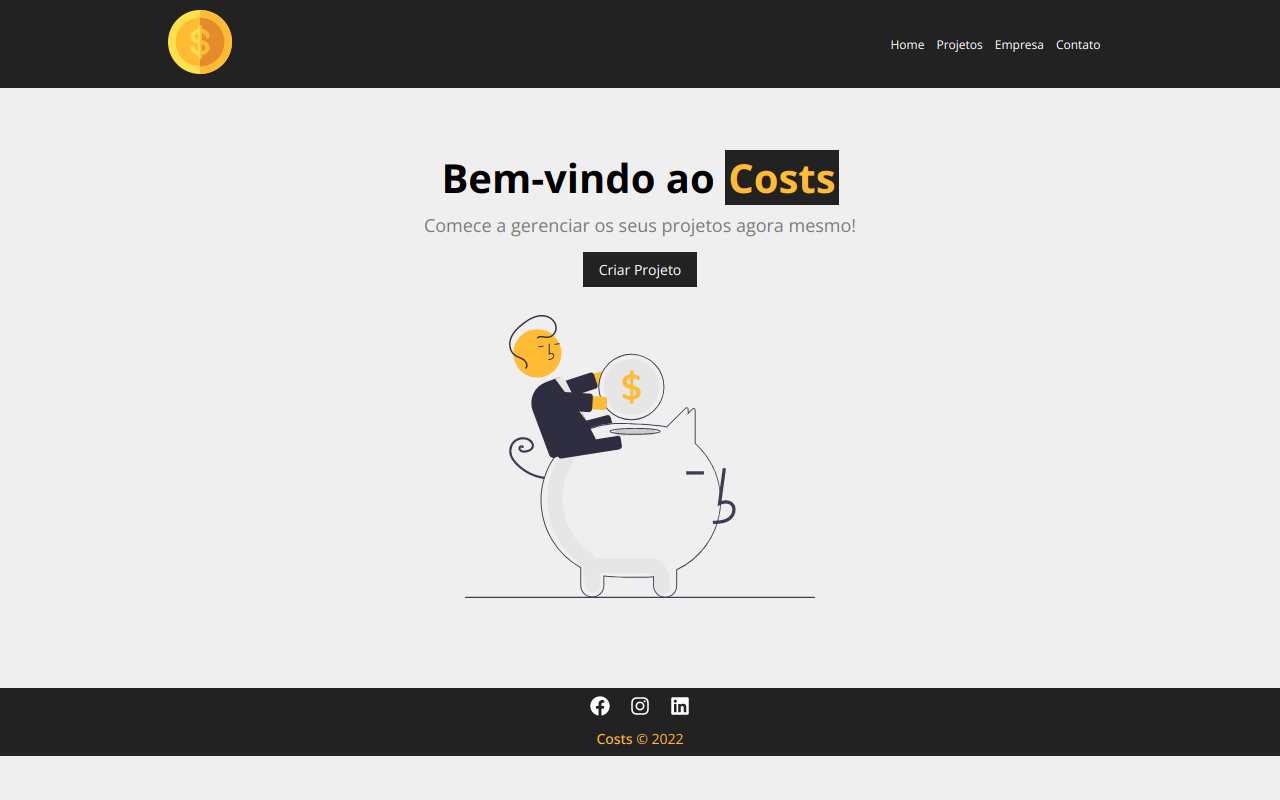 Home Projetos Empresa Contato
Bem-vindo ao Costs
Comece a gerenciar os seus projetos agora mesmo!
Criar Projeto
$
Costs © 2022